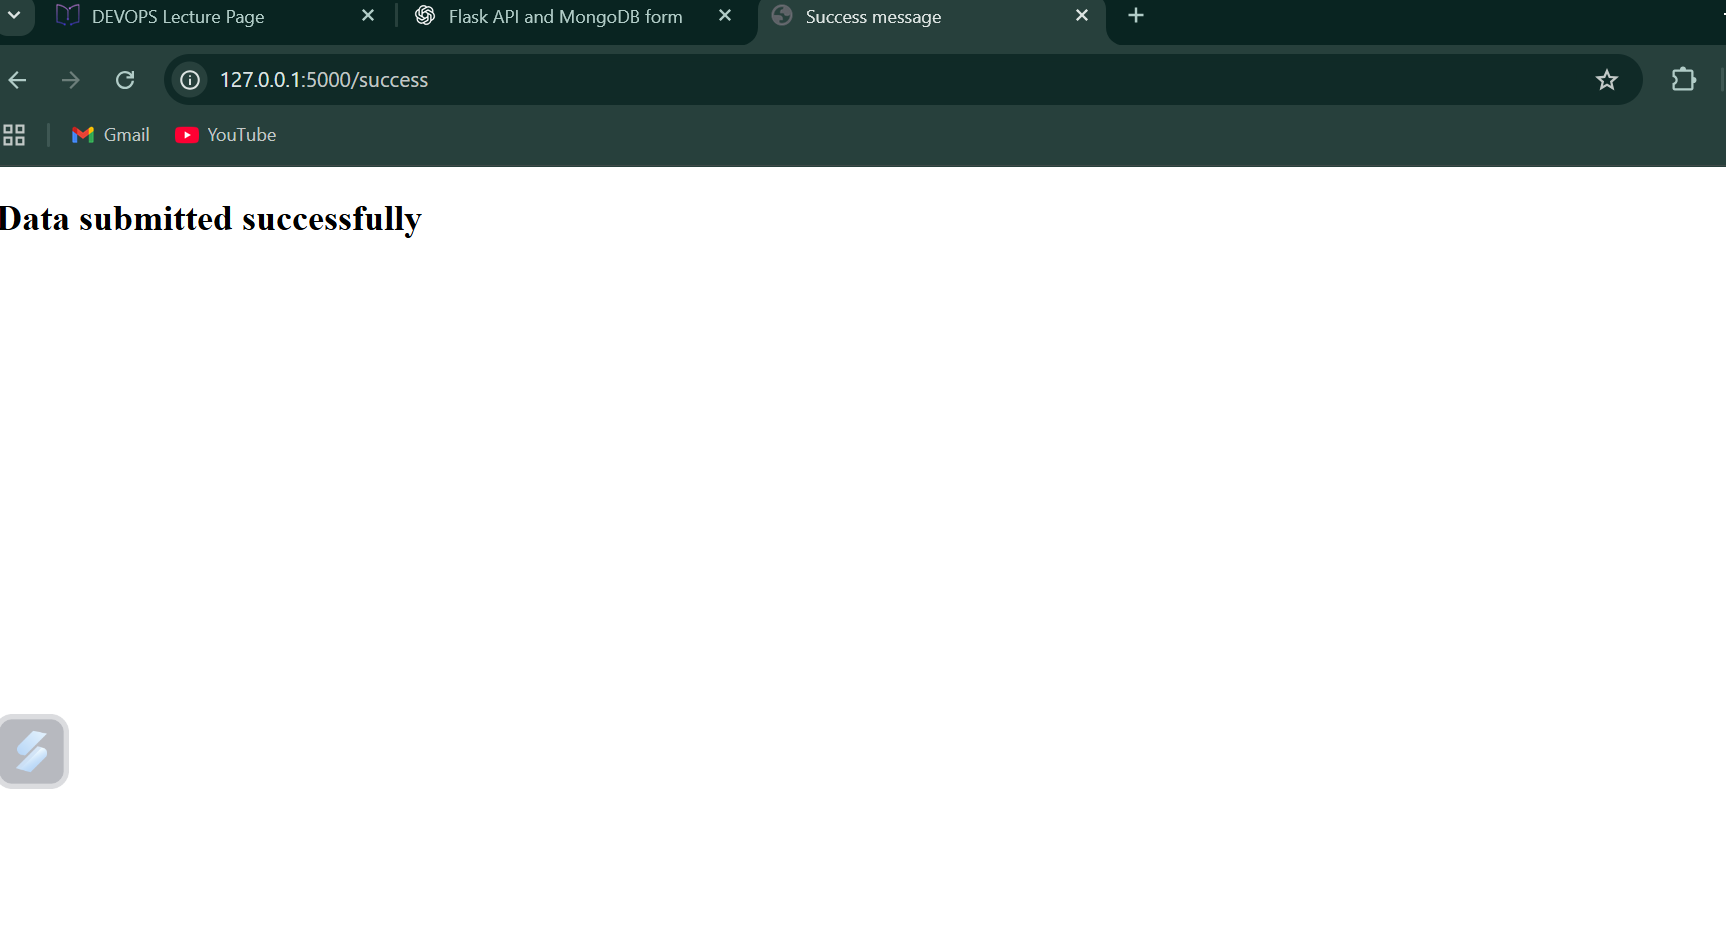 DEVOPS Lecture Page
Flask API and MongoDB form
Success message
127.0.0.1:5000/success
Gmail
YouTube
Data submitted successfully